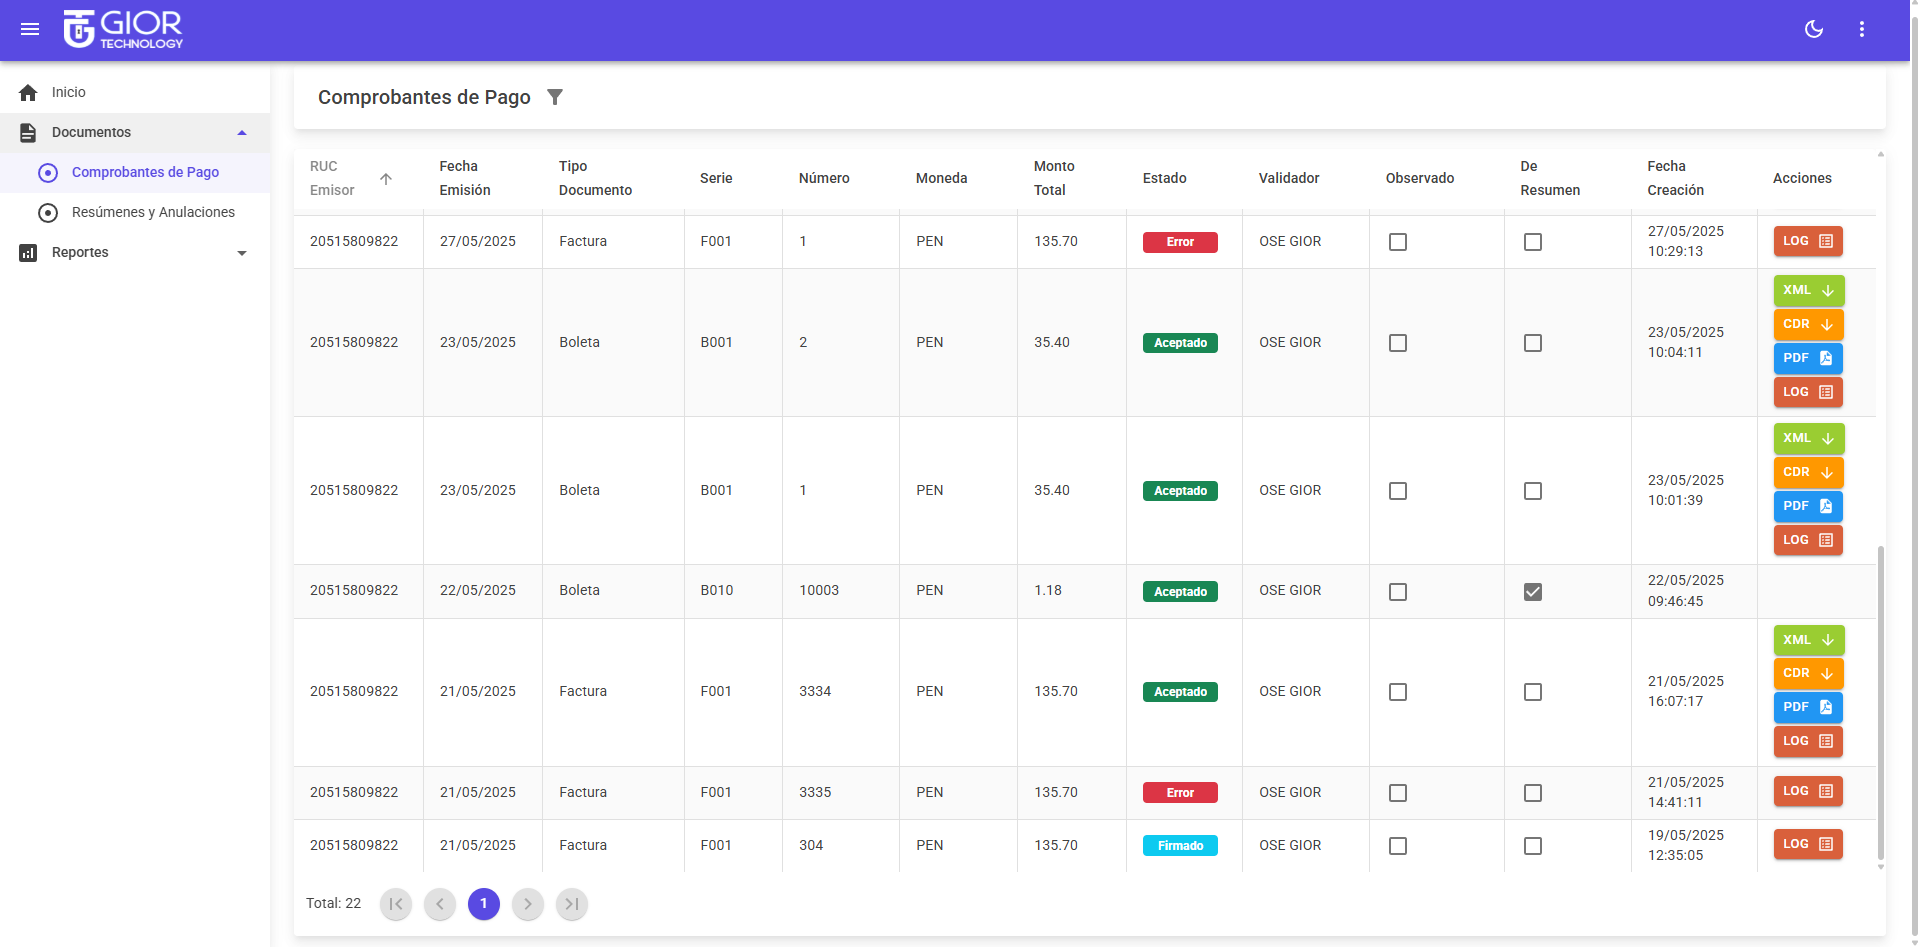 GIOR
TECHNOLOGY
Inicio
Documentos
Comprobantes de Pago
Resúmenes y Anulaciones
Reportes
Comprobantes de Pago
RUC Emisor Fecha Emisión Tipo Documento Serie Número Moneda Monto Total Estado Validador Observado De Resumen Fecha Creación Acciones
20515809822 27/05/2025 Factura F001 1 PEN 135.70 Error OSE GIOR 27/05/2025 10:29:13 LOG
20515809822 23/05/2025 Boleta B001 2 PEN 35.40 Aceptado OSE GIOR 23/05/2025 10:04:11 XML CDR PDF LOG
20515809822 23/05/2025 Boleta B001 1 PEN 35.40 Aceptado OSE GIOR 23/05/2025 10:01:39 XML CDR PDF LOG
20515809822 22/05/2025 Boleta B010 10003 PEN 1.18 Aceptado OSE GIOR 22/05/2025 09:46:45
20515809822 21/05/2025 Factura F001 3334 PEN 135.70 Aceptado OSE GIOR 21/05/2025 16:07:17 XML CDR PDF LOG
20515809822 21/05/2025 Factura F001 3335 PEN 135.70 Error OSE GIOR 21/05/2025 14:41:11 LOG
20515809822 21/05/2025 Factura F001 304 PEN 135.70 Firmado OSE GIOR 19/05/2025 12:35:05 LOG
Total: 22 1